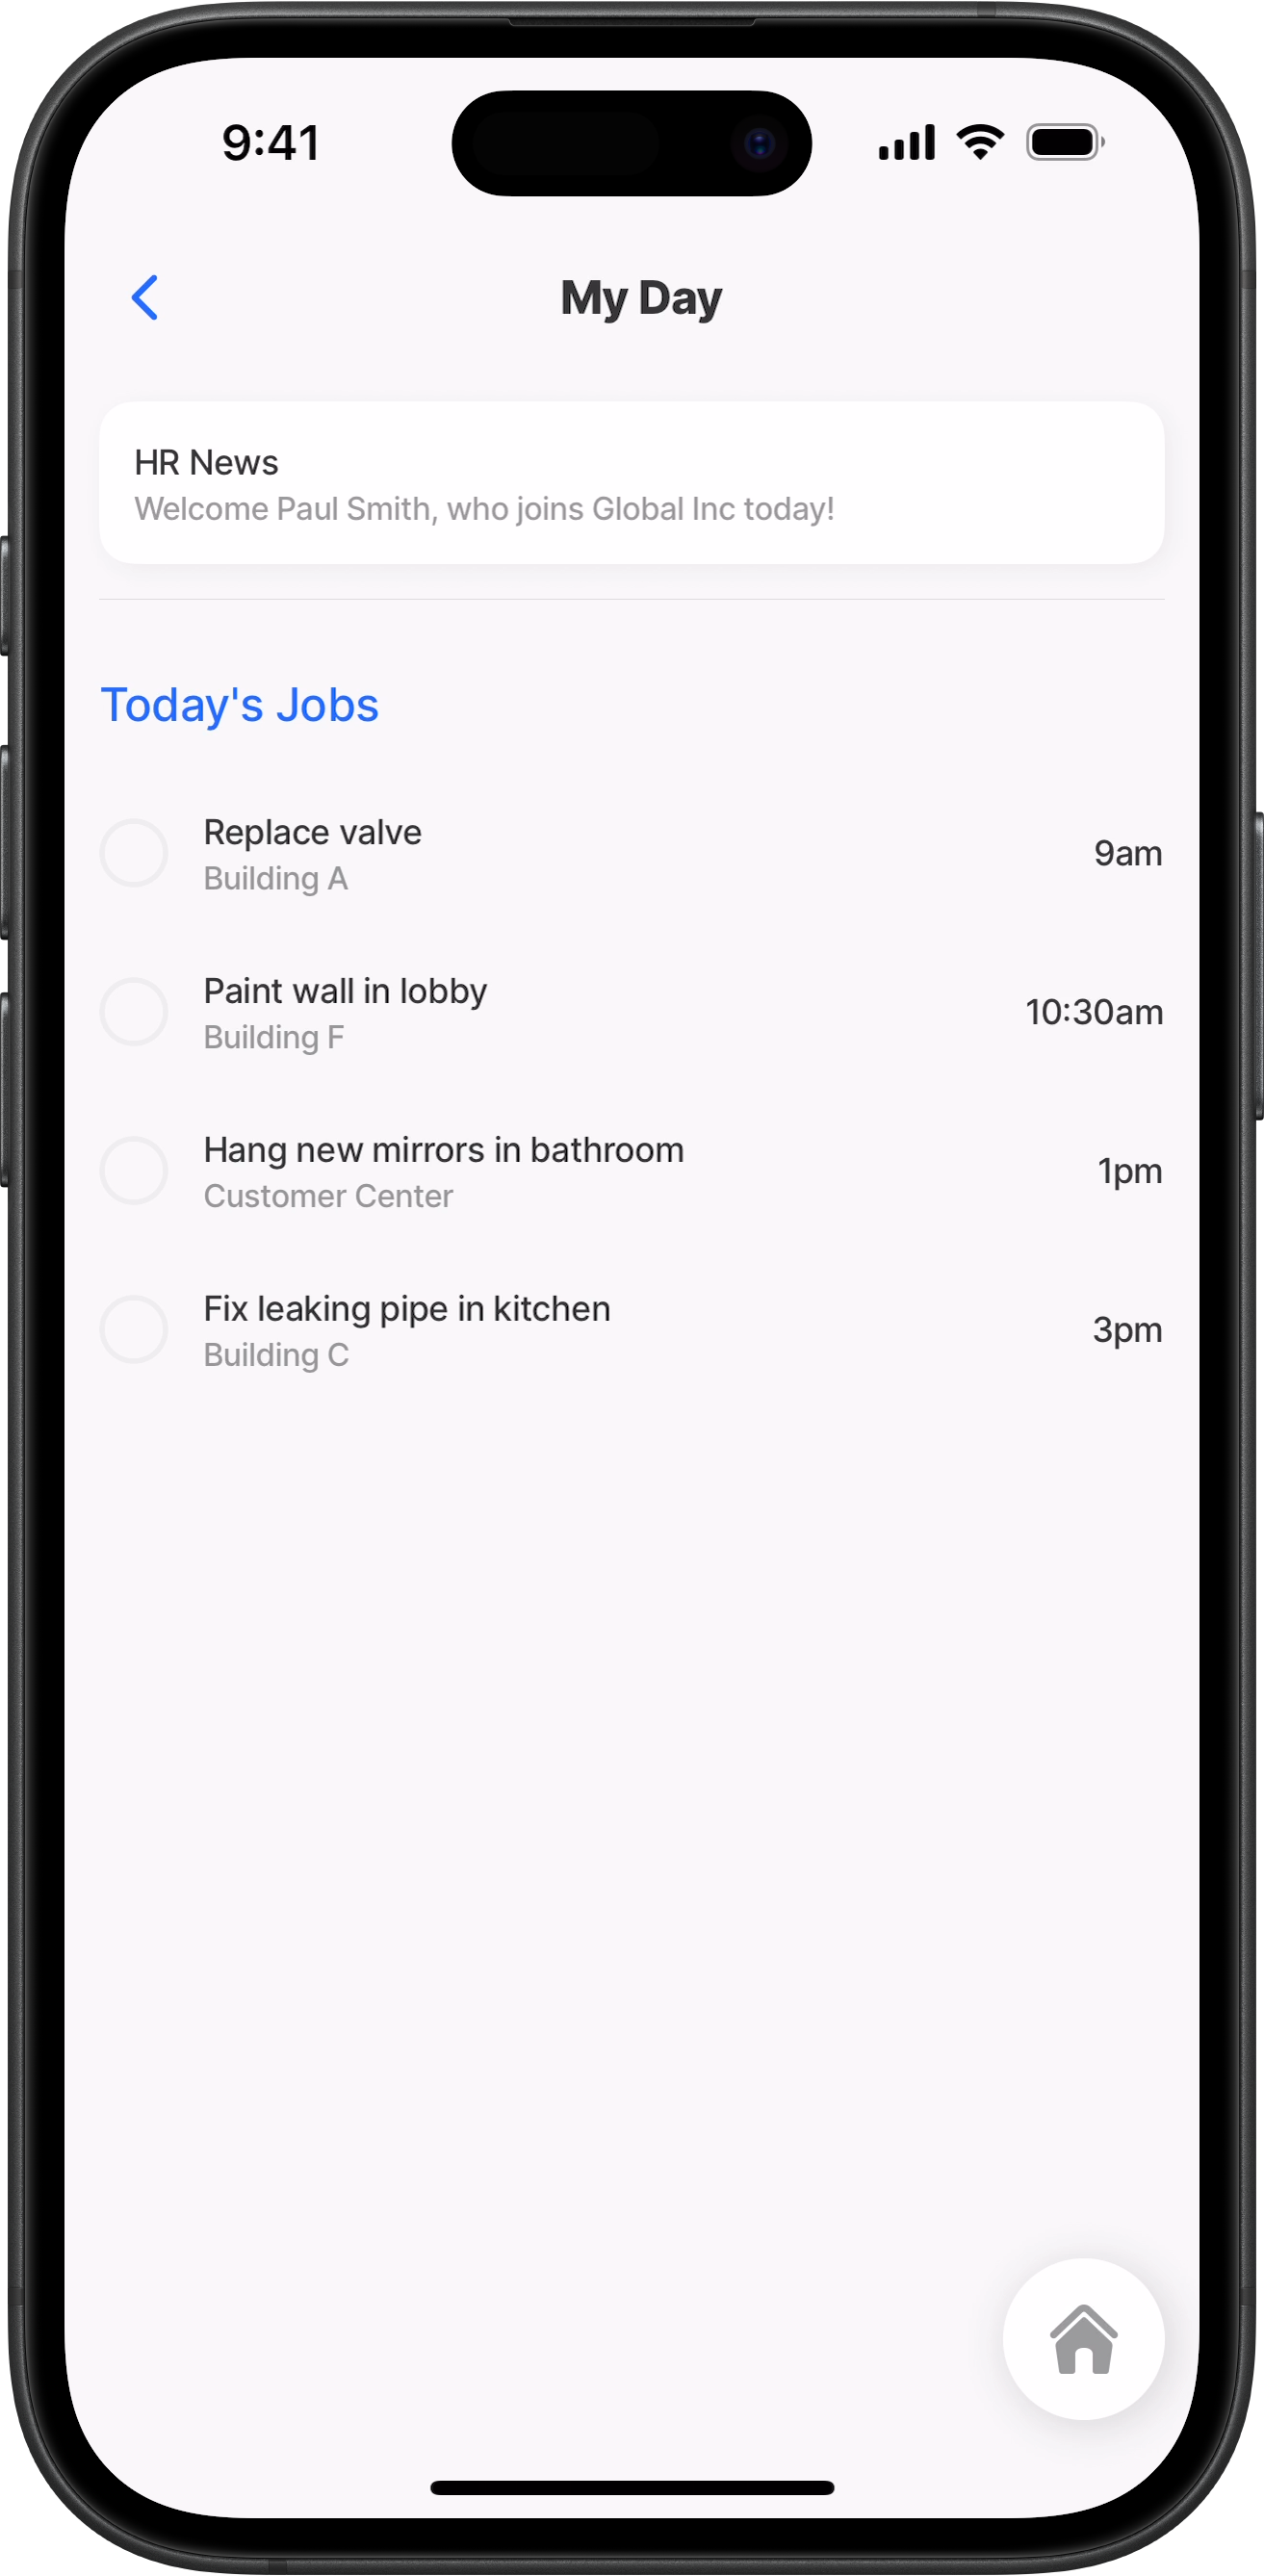 9:41
My Day
HR News
Welcome Paul Smith, who joins Global Inc today!
Today's Jobs
Replace valve
Building A
9am
Paint wall in lobby
Building F
10:30am
Hang new mirrors in bathroom
Customer Center
1pm
Fix leaking pipe in kitchen
Building C
3pm